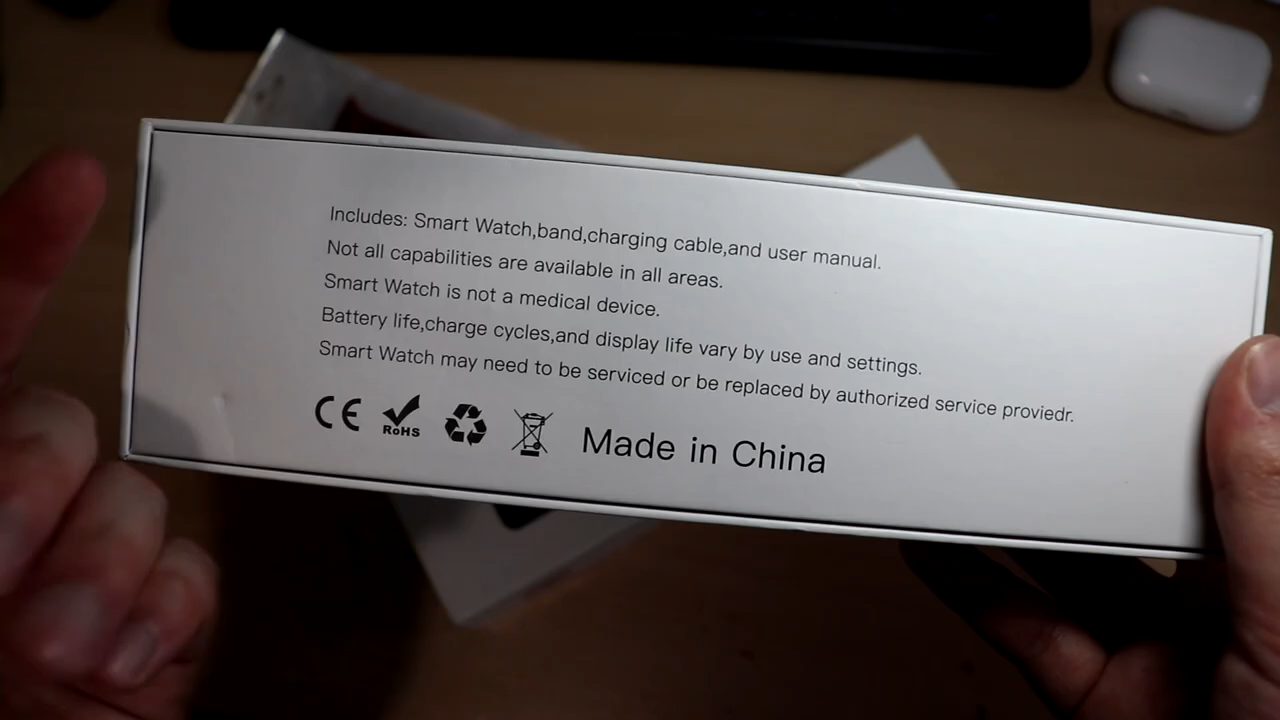 Includes: Smart Watch,band,charging cable,and user manual.
Not all capabilities are available in all areas.
Smart Watch is not a medical device.
Battery life,charge cycles,and display life vary by use and settings.
Smart Watch may need to be serviced or be replaced by authorized service proviedr.
CE RoHS Made in China